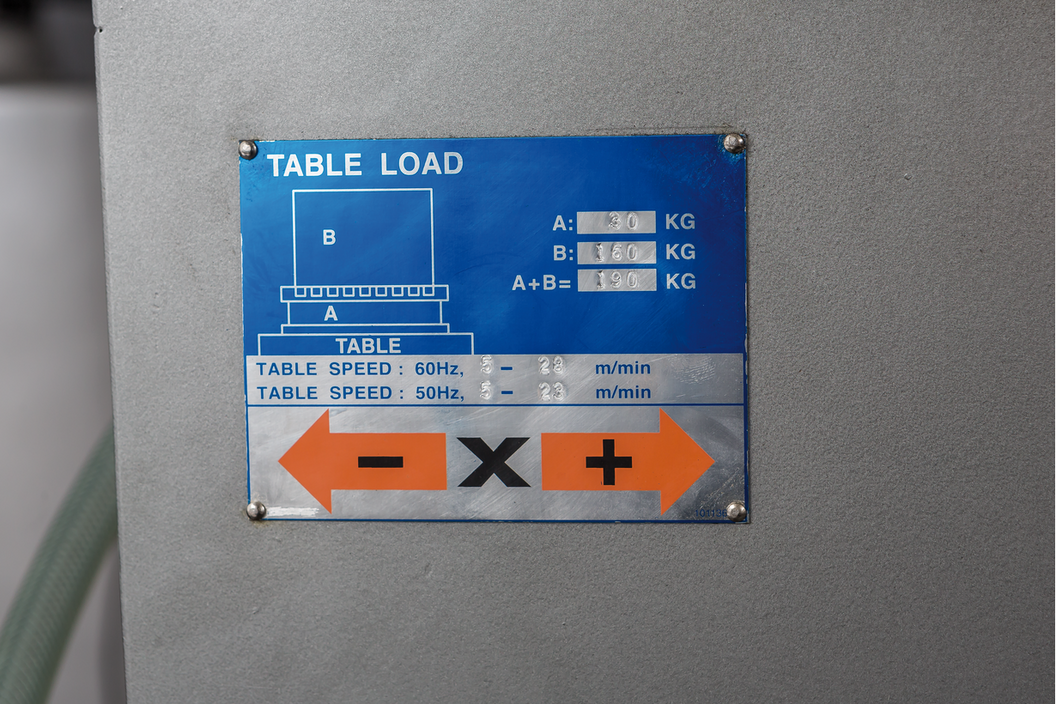 TABLE LOAD
B
A
TABLE
A: 30 KG
B: 160 KG
A+B= 190 KG
TABLE SPEED : 60Hz, 5 – 23 m/min
TABLE SPEED : 50Hz, 5 – 23 m/min
– X +